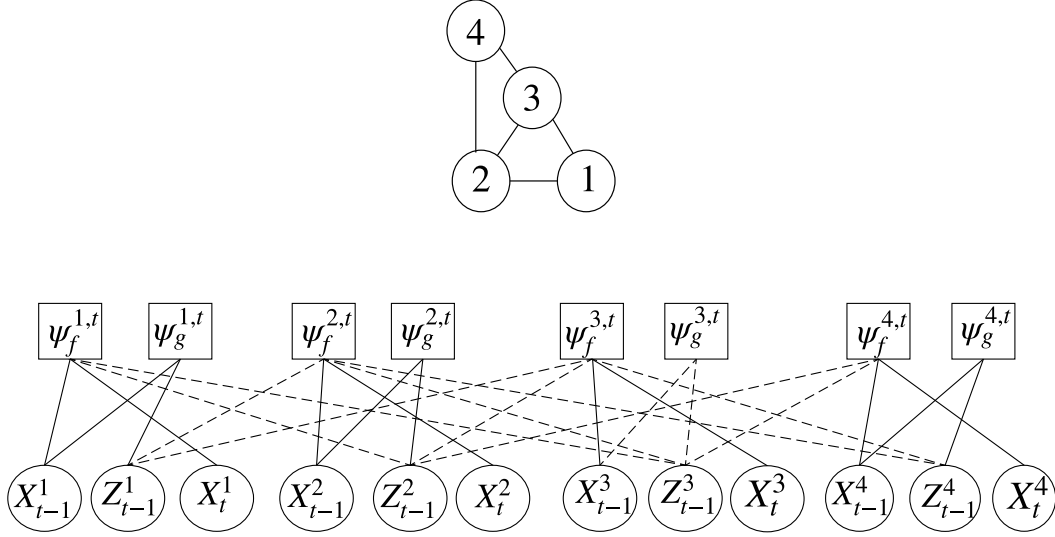 4
3
2 1
ψ_f^{1,t} ψ_g^{1,t} ψ_f^{2,t} ψ_g^{2,t} ψ_f^{3,t} ψ_g^{3,t} ψ_f^{4,t} ψ_g^{4,t}
X_{t-1}^1 Z_{t-1}^1 X_t^1 X_{t-1}^2 Z_{t-1}^2 X_t^2 X_{t-1}^3 Z_{t-1}^3 X_t^3 X_{t-1}^4 Z_{t-1}^4 X_t^4